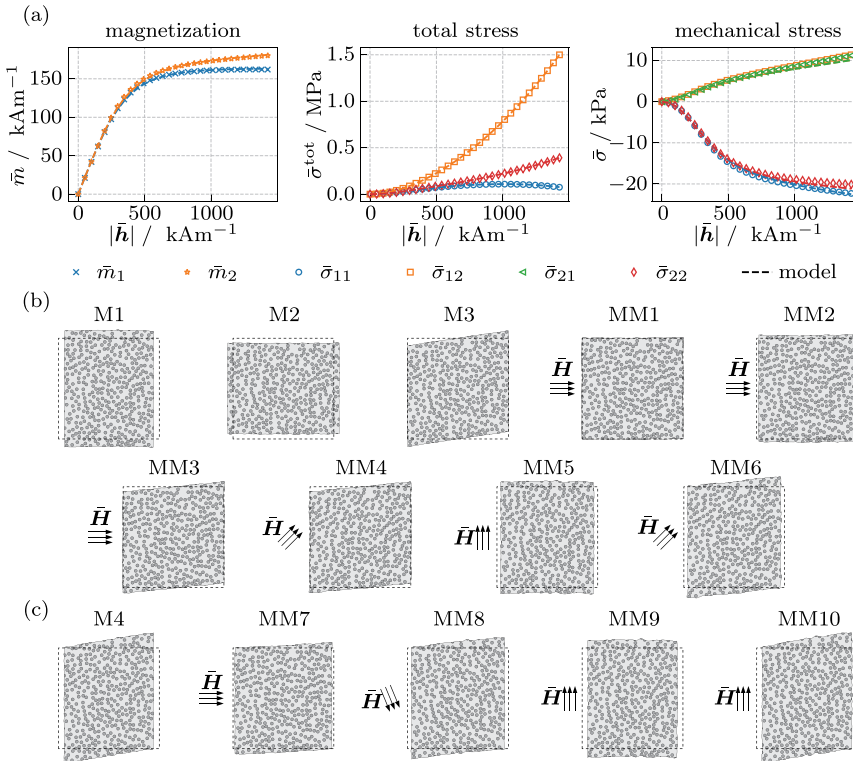 (a)
magnetization
total stress
mechanical stress
m̄ / kAm⁻¹
150
100
50
0
0
500
1000
|h̄| / kAm⁻¹
σ̄ᵗᵒᵗ / MPa
1.5
1.0
0.5
0.0
0
500
1000
|h̄| / kAm⁻¹
σ̄ / kPa
10
0
−10
−20
0
500
1000
|h̄| / kAm⁻¹
m̄₁ m̄₂ σ̄₁₁ σ̄₁₂ σ̄₂₁ σ̄₂₂ model
(b)
M1 M2 M3 MM1 MM2
H̄ H̄
MM3 MM4 MM5 MM6
H̄ H̄ H̄ H̄
(c)
M4 MM7 MM8 MM9 MM10
H̄ H̄ H̄ H̄